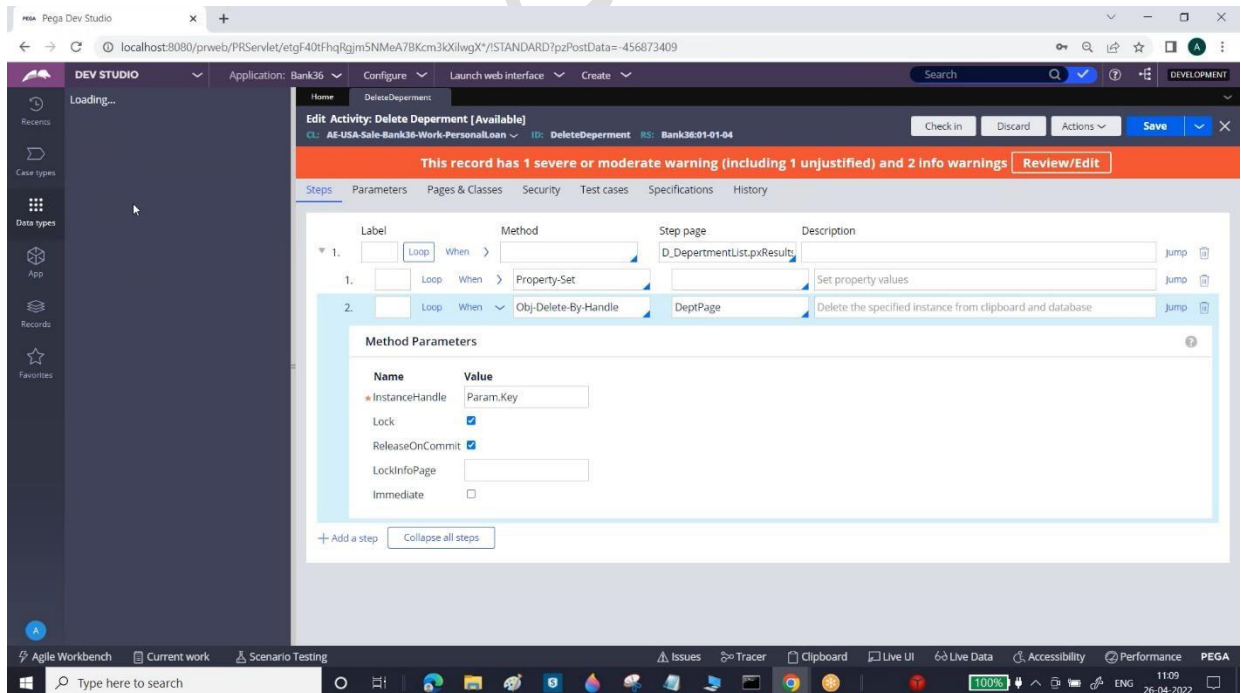 PEGA Pega Dev Studio
localhost:8080/prweb/PRServlet/etgF40tFhqRgjm5NMeA7BKcm3kXilwgX*/!STANDARD?pzPostData=-456873409
A
DEV STUDIO Application: Bank36 Configure Launch web interface Create Search DEVELOPMENT
Recents
Case types
Data types
App
Records
Favorites
A
Loading...
Home DeleteDeperment
Edit Activity: Delete Deperment [Available]
CL: AE-USA-Sale-Bank36-Work-PersonalLoan ID: DeleteDeperment RS: Bank36:01-01-04
Check in Discard Actions Save
This record has 1 severe or moderate warning (including 1 unjustified) and 2 info warnings Review/Edit
Steps Parameters Pages & Classes Security Test cases Specifications History
Label Method Step page Description
1. Loop When D_DepartmentList.pxResults Jump
1. Loop When Property-Set Set property values Jump
2. Loop When Obj-Delete-By-Handle DeptPage Delete the specified instance from clipboard and database Jump
Method Parameters
Name Value
InstanceHandle Param.Key
Lock
ReleaseOnCommit
LockInfoPage
Immediate
+ Add a step Collapse all steps
Agile Workbench Current work Scenario Testing Issues Tracer Clipboard Live UI Live Data Accessibility Performance PEGA
Type here to search 100% ENG 11:09
26-04-2022